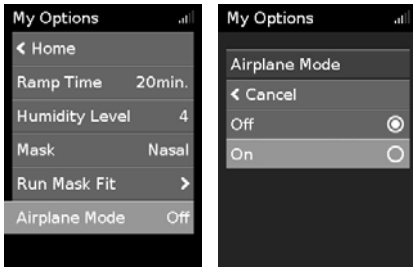 My Options
< Home
Ramp Time 20min.
Humidity Level 4
Mask Nasal
Run Mask Fit >
Airplane Mode Off
My Options
Airplane Mode
< Cancel
Off
On